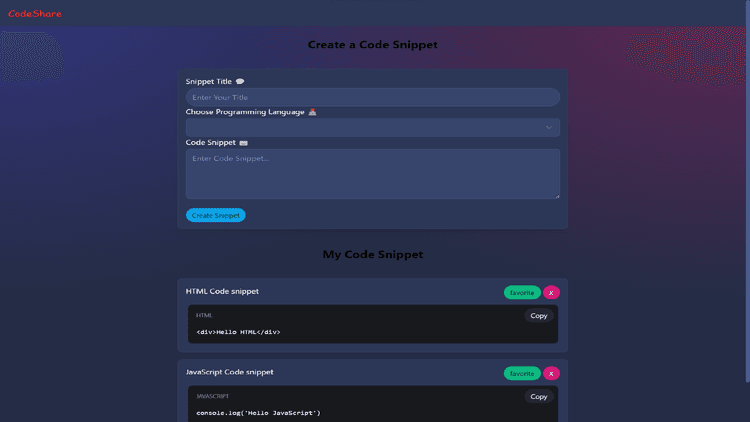 CodeShare
Create a Code Snippet
Snippet Title 💬
Enter Your Title
Choose Programming Language
Code Snippet
Enter Code Snippet...
Create Snippet
My Code Snippet
HTML Code snippet
favorite x
HTML
Copy
<div>Hello HTML</div>
JavaScript Code snippet
favorite x
JAVASCRIPT
Copy
console.log('Hello JavaScript')